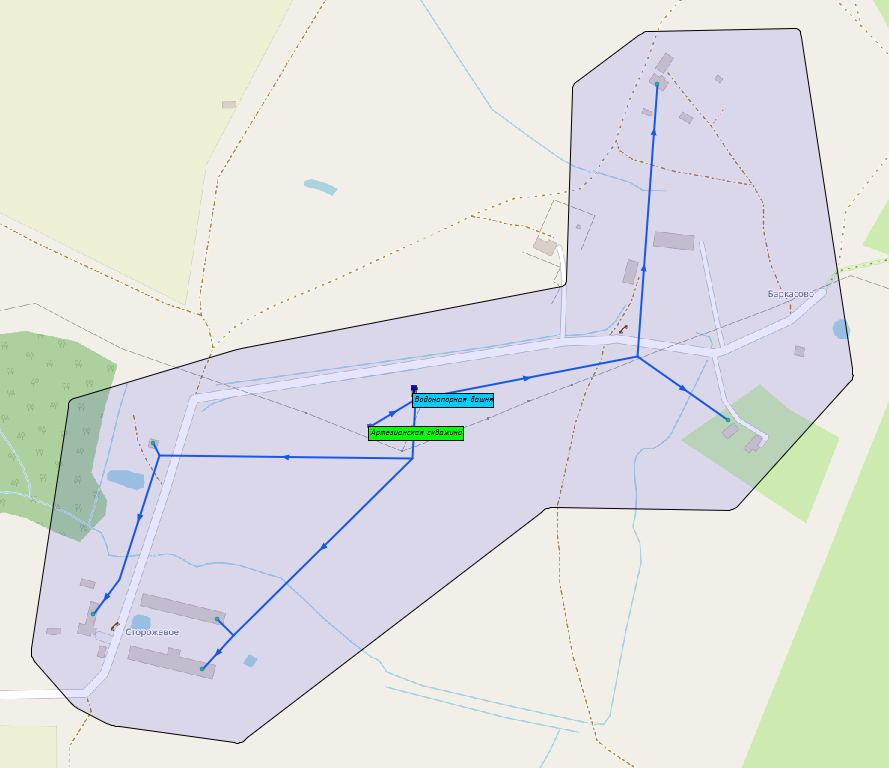 Баркасово
Водонапорная башня
Артезианская скважина
Сторожевое